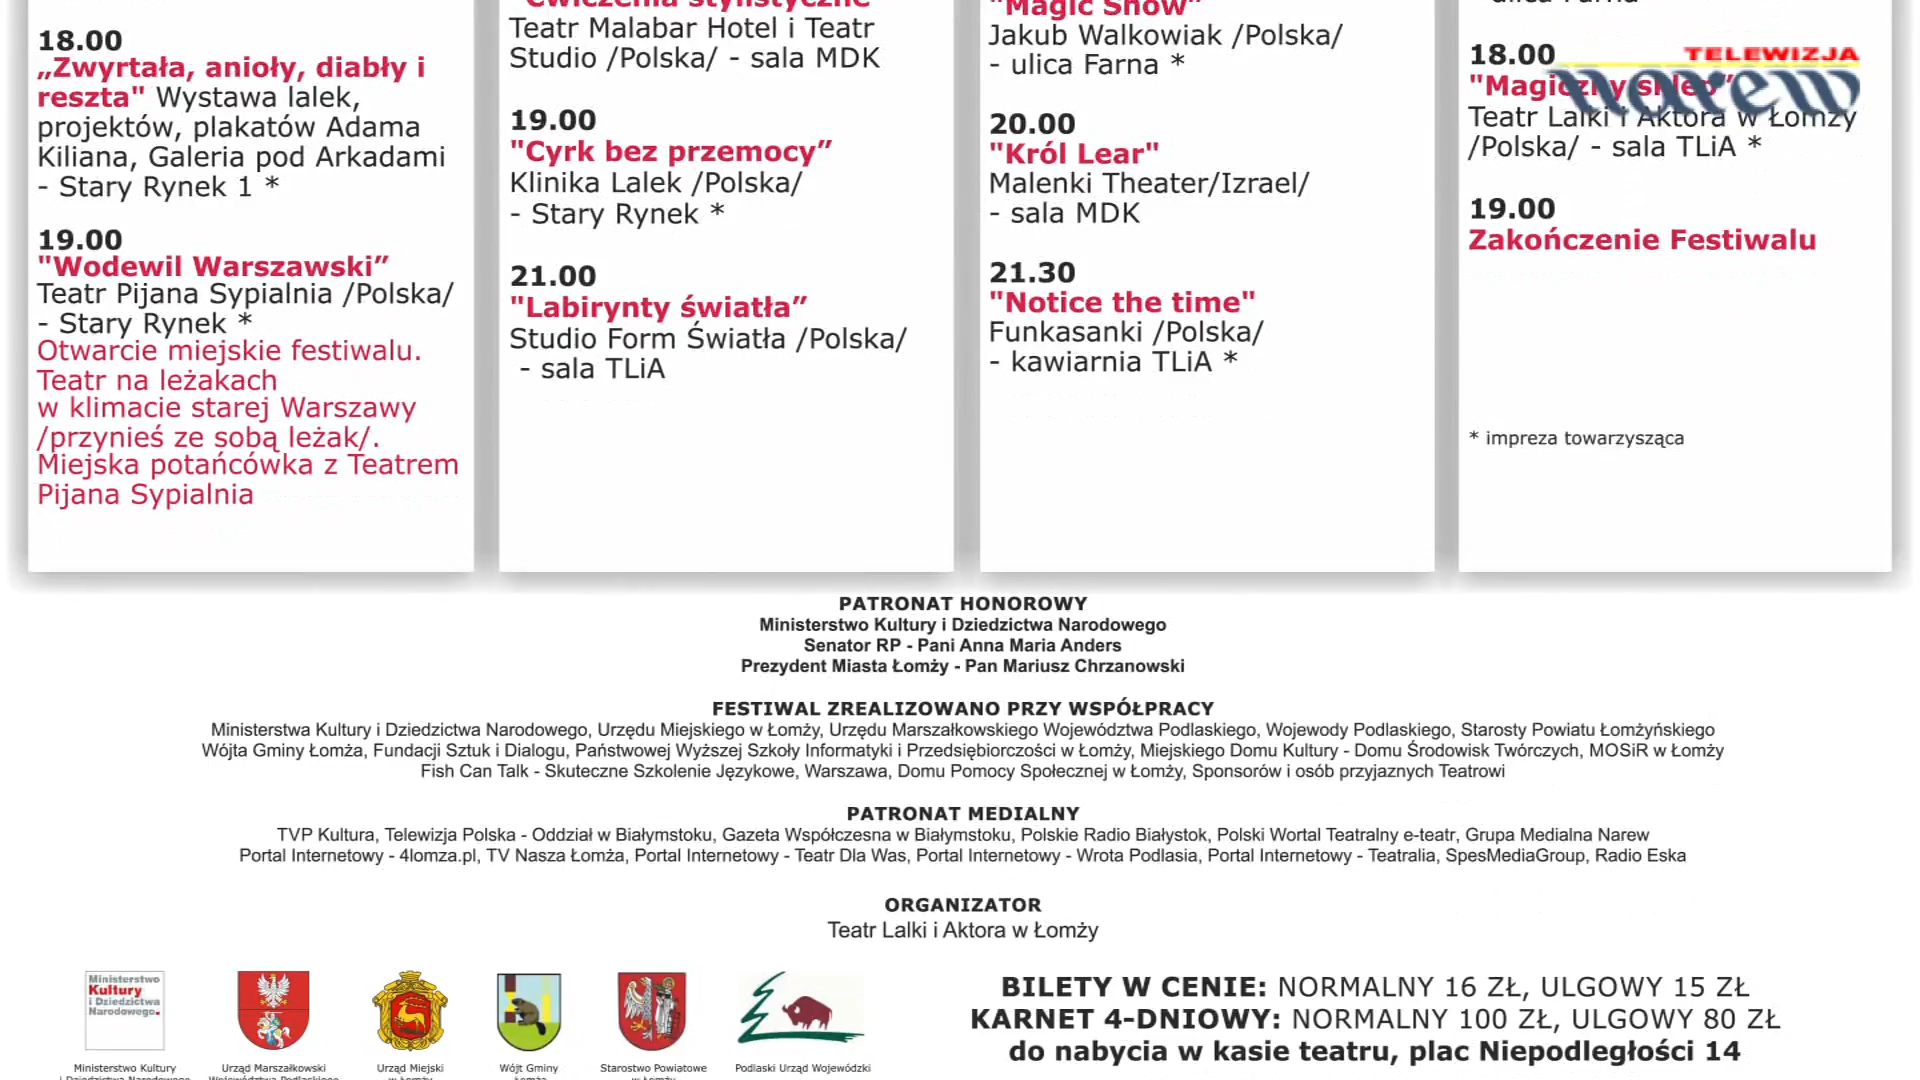 18.00
„Zwyrtała, anioły, diabły i
reszta" Wystawa lalek,
projektów, plakatów Adama
Kiliana, Galeria pod Arkadami
- Stary Rynek 1 *
19.00
"Wodewil Warszawski”
Teatr Pijana Sypialnia /Polska/
- Stary Rynek *
Otwarcie miejskie festiwalu.
Teatr na leżakach
w klimacie starej Warszawy
/przynieś ze sobą leżak/.
Miejska potańcówka z Teatrem
Pijana Sypialnia
"Ćwiczenia stylistyczne"
Teatr Malabar Hotel i Teatr
Studio /Polska/ - sala MDK
19.00
"Cyrk bez przemocy”
Klinika Lalek /Polska/
- Stary Rynek *
21.00
"Labirynty światła”
Studio Form Światła /Polska/
- sala TLiA
"Magic Show"
Jakub Walkowiak /Polska/
- ulica Farna *
20.00
"Król Lear"
Malenki Theater/Izrael/
- sala MDK
21.30
"Notice the time"
Funkasanki /Polska/
- kawiarnia TLiA *
- ulica Farna
18.00
"Magiczny sklep”
Teatr Lalki i Aktora w Łomży
/Polska/ - sala TLiA *
19.00
Zakończenie Festiwalu
* impreza towarzysząca
TELEWIZJA
narew
PATRONAT HONOROWY
Ministerstwo Kultury i Dziedzictwa Narodowego
Senator RP - Pani Anna Maria Anders
Prezydent Miasta Łomży - Pan Mariusz Chrzanowski
FESTIWAL ZREALIZOWANO PRZY WSPÓŁPRACY
Ministerstwa Kultury i Dziedzictwa Narodowego, Urzędu Miejskiego w Łomży, Urzędu Marszałkowskiego Województwa Podlaskiego, Wojewody Podlaskiego, Starosty Powiatu Łomżyńskiego
Wójta Gminy Łomża, Fundacji Sztuk i Dialogu, Państwowej Wyższej Szkoły Informatyki i Przedsiębiorczości w Łomży, Miejskiego Domu Kultury - Domu Środowisk Twórczych, MOSiR w Łomży
Fish Can Talk - Skuteczne Szkolenie Językowe, Warszawa, Domu Pomocy Społecznej w Łomży, Sponsorów i osób przyjaznych Teatrowi
PATRONAT MEDIALNY
TVP Kultura, Telewizja Polska - Oddział w Białymstoku, Gazeta Współczesna w Białymstoku, Polskie Radio Białystok, Polski Wortal Teatralny e-teatr, Grupa Medialna Narew
Portal Internetowy - 4lomza.pl, TV Nasza Łomża, Portal Internetowy - Teatr Dla Was, Portal Internetowy - Wrota Podlasia, Portal Internetowy - Teatralia, SpesMediaGroup, Radio Eska
ORGANIZATOR
Teatr Lalki i Aktora w Łomży
Ministerstwo
Kultury
i Dziedzictwa
Narodowego.
Ministerstwo Kultury
i Dziedzictwa Narodowego
Urząd Marszałkowski
Województwa Podlaskiego
Urząd Miejski
w Łomży
Wójt Gminy
Łomża
Starostwo Powiatowe
w Łomży
Podlaski Urząd Wojewódzki
BILETY W CENIE: NORMALNY 16 ZŁ, ULGOWY 15 ZŁ
KARNET 4-DNIOWY: NORMALNY 100 ZŁ, ULGOWY 80 ZŁ
do nabycia w kasie teatru, plac Niepodległości 14